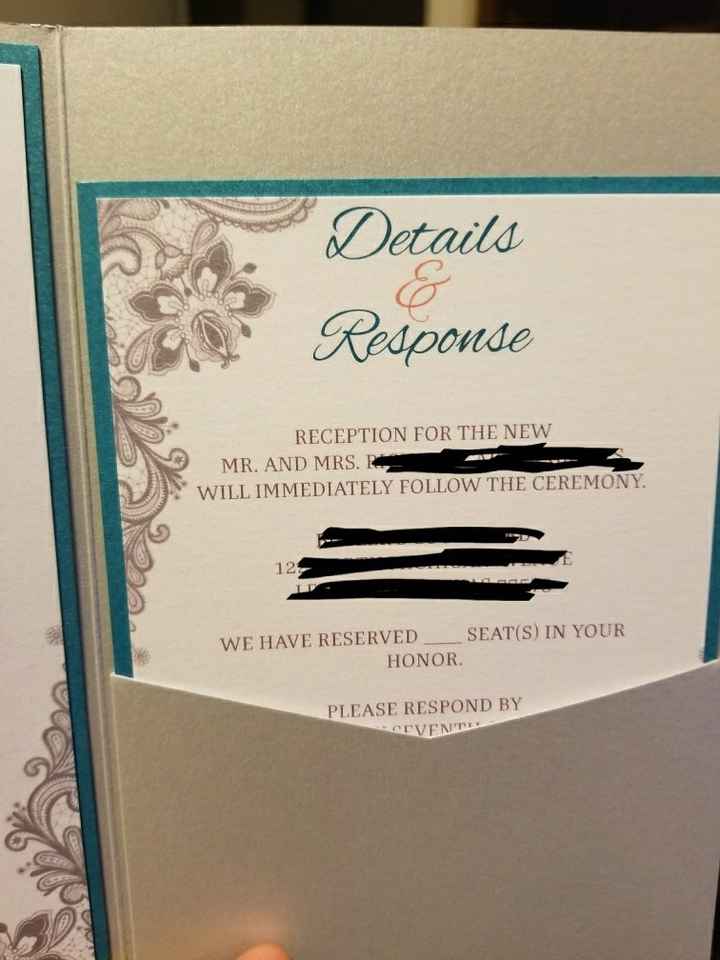 Details
&
Response
RECEPTION FOR THE NEW
MR. AND MRS.
WILL IMMEDIATELY FOLLOW THE CEREMONY.
WE HAVE RESERVED ____ SEAT(S) IN YOUR
HONOR.
PLEASE RESPOND BY
SEVENTH